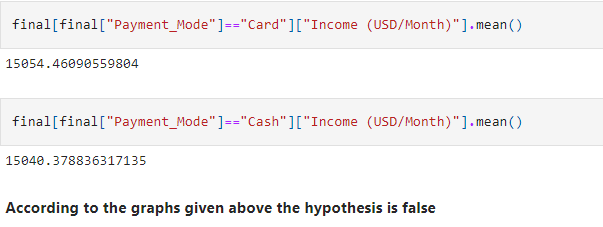 final[final["Payment_Mode"]=="Card"]["Income (USD/Month)"].mean()
15054.46090559804
final[final["Payment_Mode"]=="Cash"]["Income (USD/Month)"].mean()
15040.378836317135
According to the graphs given above the hypothesis is false